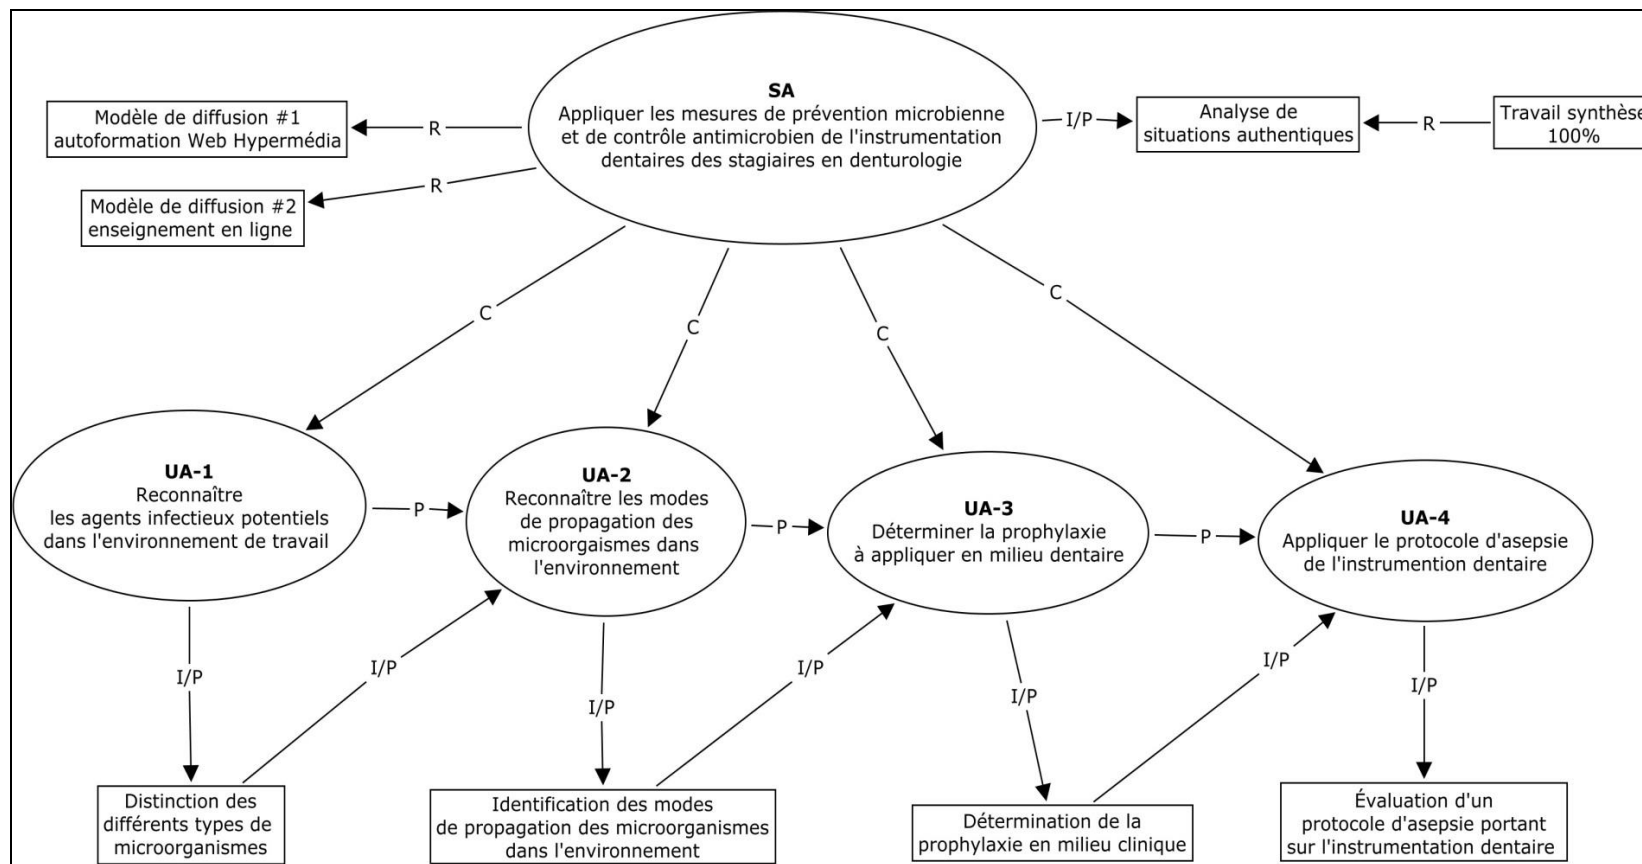 SA
Appliquer les mesures de prévention microbienne
et de contrôle antimicrobien de l'instrumentation
dentaires des stagiaires en denturologie
Modèle de diffusion #1
autoformation Web Hypermédia
R
I/P
Analyse de
situations authentiques
R
Travail synthèse
100%
R
Modèle de diffusion #2
enseignement en ligne
C
C
C
C
UA-1
Reconnaître
les agents infectieux potentiels
dans l'environnement de travail
P
UA-2
Reconnaître les modes
de propagation des
microorgaismes dans
l'environnement
P
UA-3
Déterminer la prophylaxie
à appliquer en milieu dentaire
P
UA-4
Appliquer le protocole d'asepsie
de l'instrumention dentaire
I/P
I/P
I/P
I/P
I/P
I/P
I/P
Distinction des
différents types de
microorganismes
Identification des modes
de propagation des microorganismes
dans l'environnement
Détermination de la
prophylaxie en milieu clinique
Évaluation d'un
protocole d'asepsie portant
sur l'instrumentation dentaire